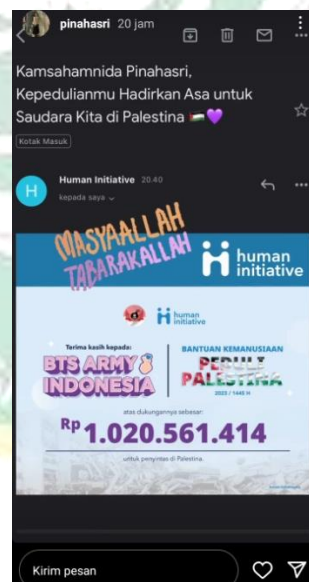 pinahasri 20 jam
Kamsahamnida Pinahasri,
Kepedulianmu Hadirkan Asa untuk
Saudara Kita di Palestina 🇵🇸💜
Kotak Masuk
H
Human Initiative 20.40
kepada saya
MASYAALLAH
TABARAKALLAH
human
initiative
human
initiative
Terima kasih kepada:
BTS ARMY
INDONESIA
BANTUAN KEMANUSIAAN
PEDULI
PALESTINA
2023 / 1445 H
atas dukungannya sebesar:
Rp 1.020.561.414
untuk penyintas di Palestina.
Kirim pesan